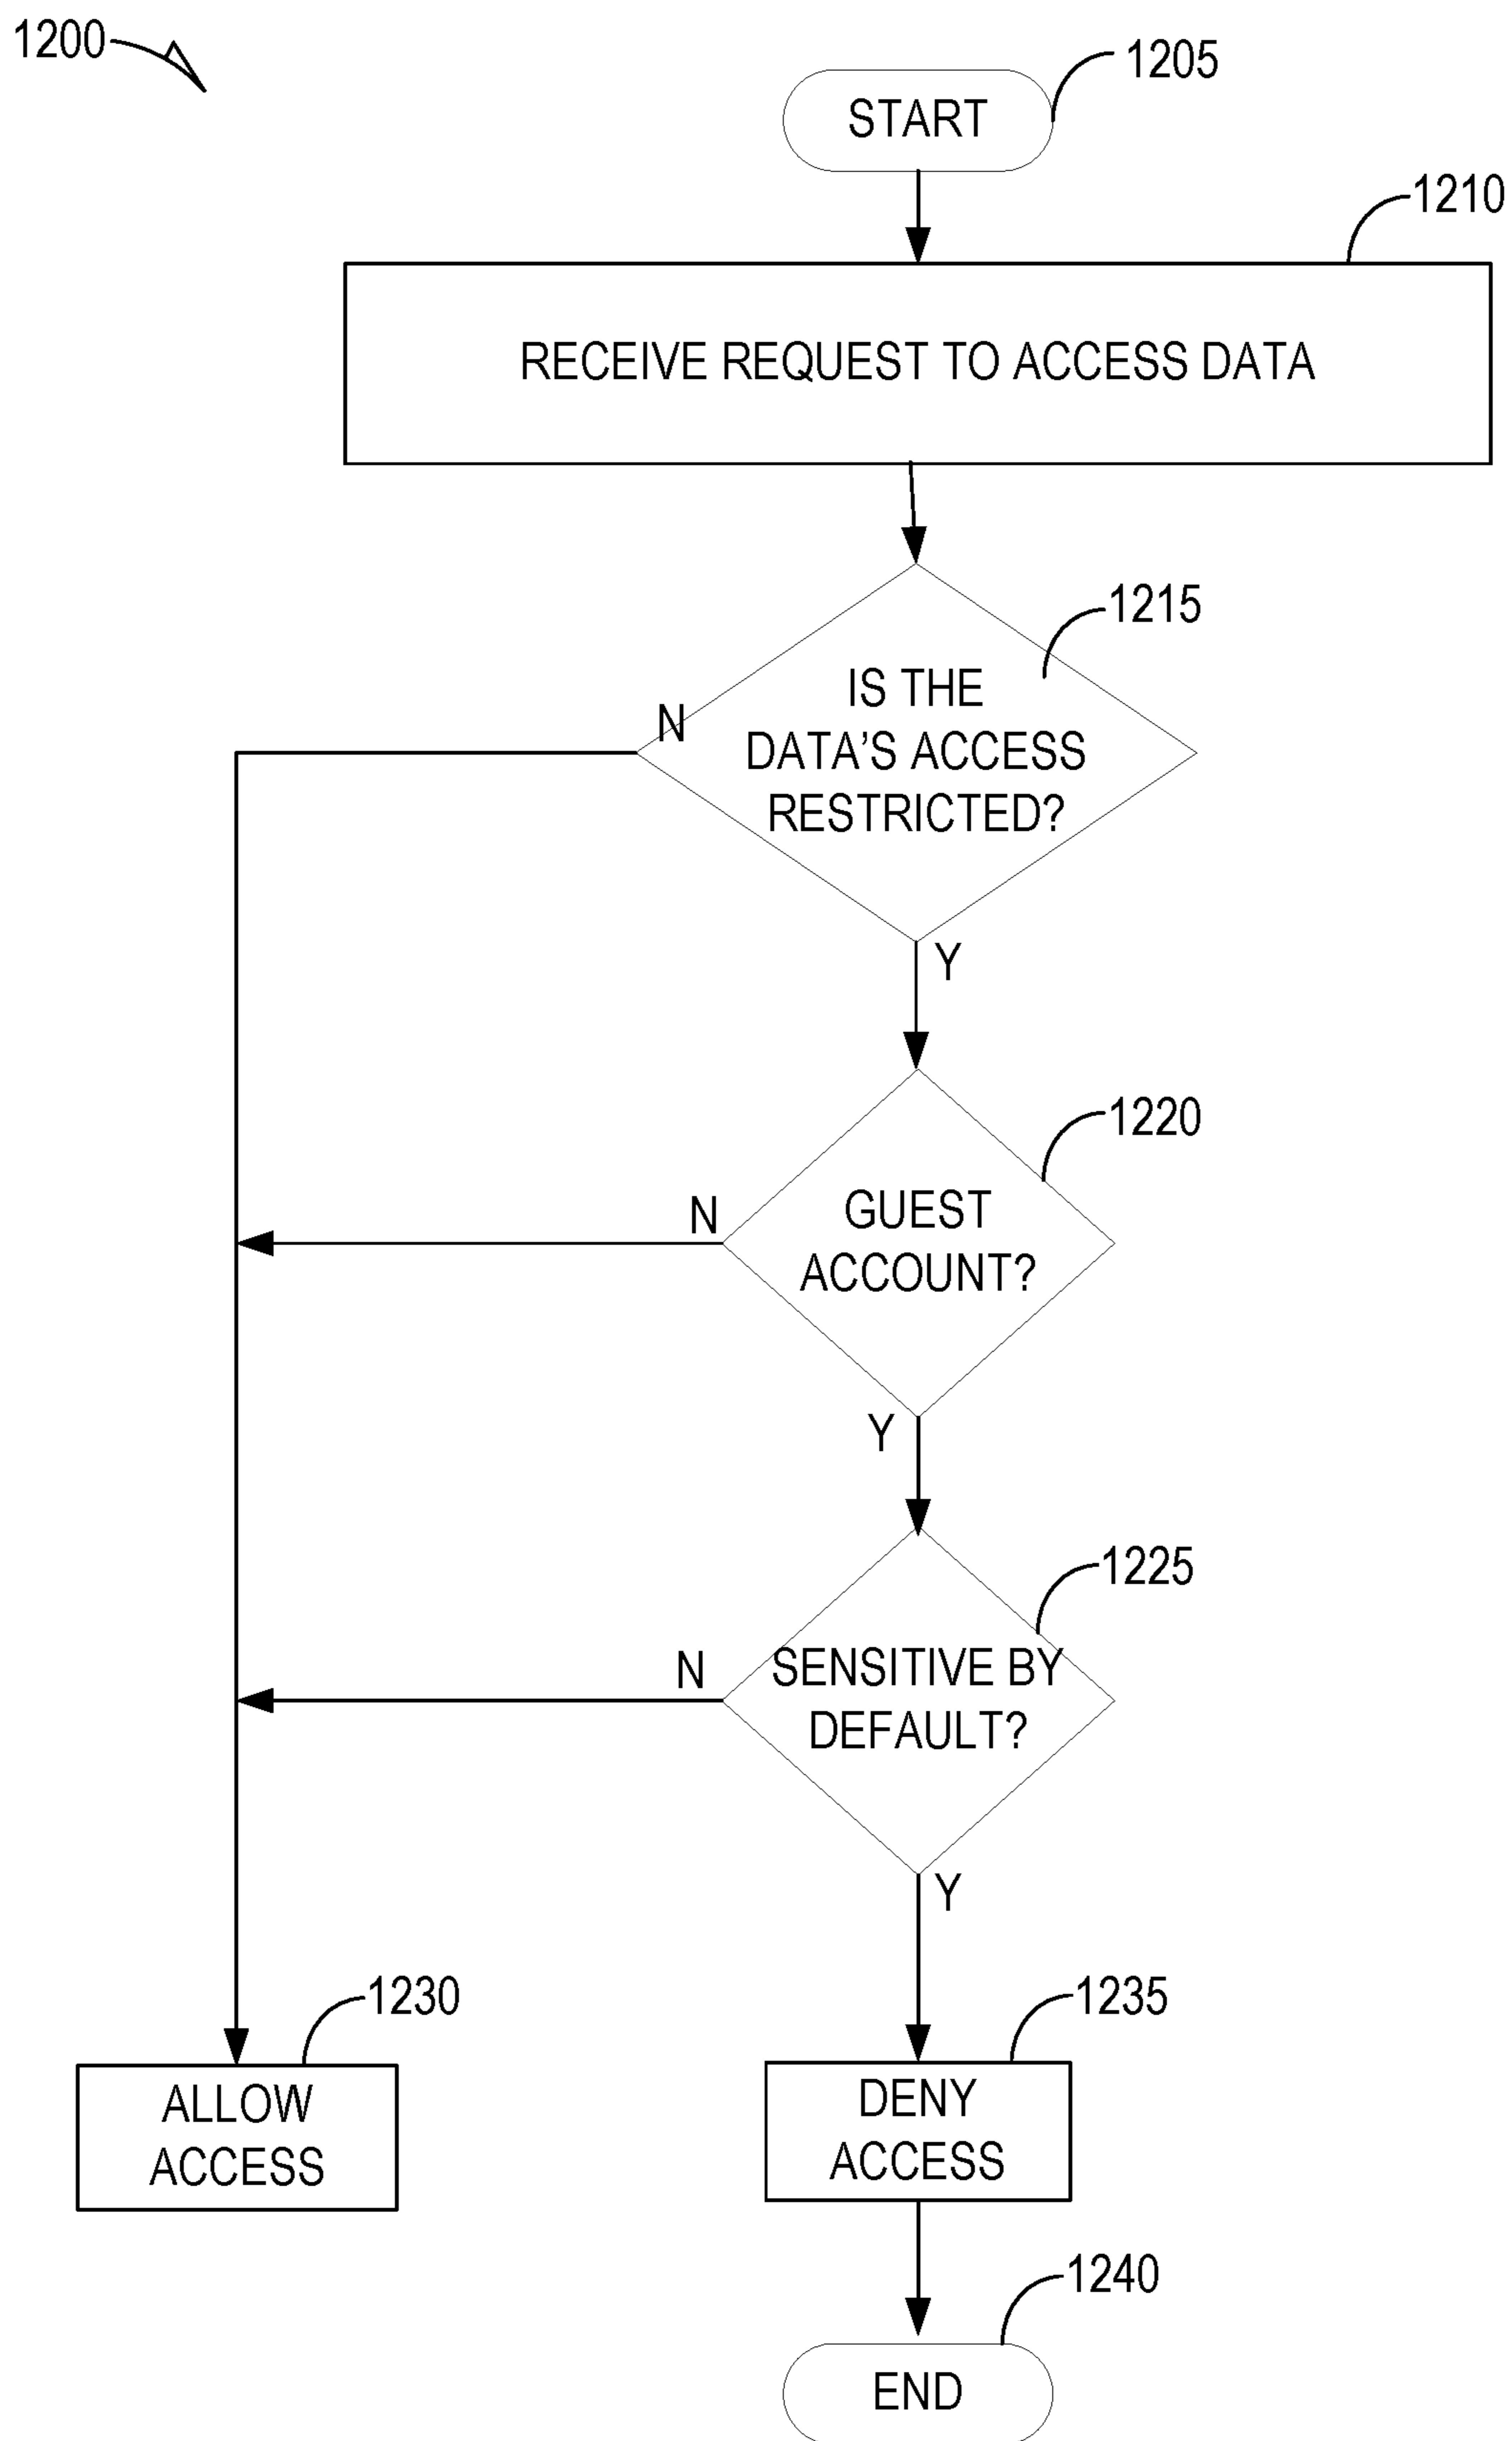 1200
1205
START
1210
RECEIVE REQUEST TO ACCESS DATA
1215
IS THE
DATA'S ACCESS
RESTRICTED?
N
Y
1220
GUEST
ACCOUNT?
N
Y
1225
SENSITIVE BY
DEFAULT?
N
Y
1230
ALLOW
ACCESS
1235
DENY
ACCESS
1240
END